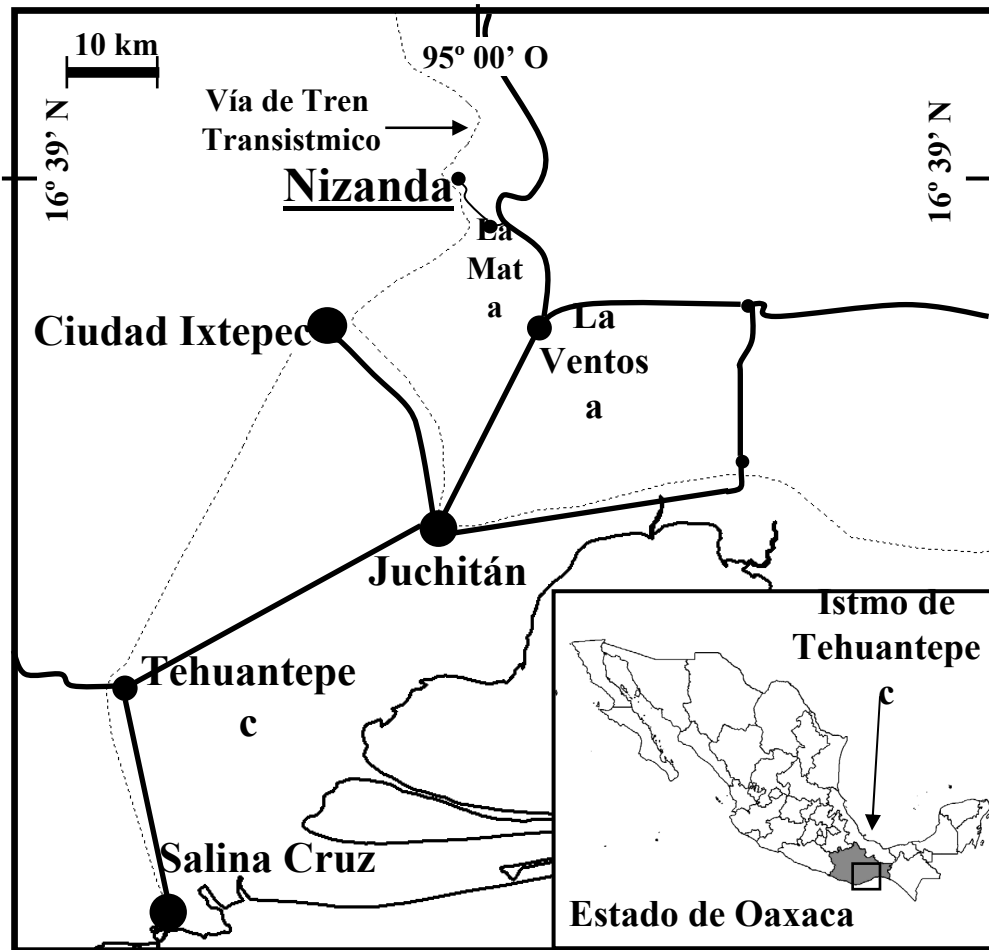 10 km
95º 00’ O
Vía de Tren
Transistmico
16º 39’ N
16º 39’ N
Nizanda
La
Mat
a
Ciudad Ixtepec
La
Ventos
a
Juchitán
Tehuantepe
c
Salina Cruz
Istmo de
Tehuantepe
c
Estado de Oaxaca